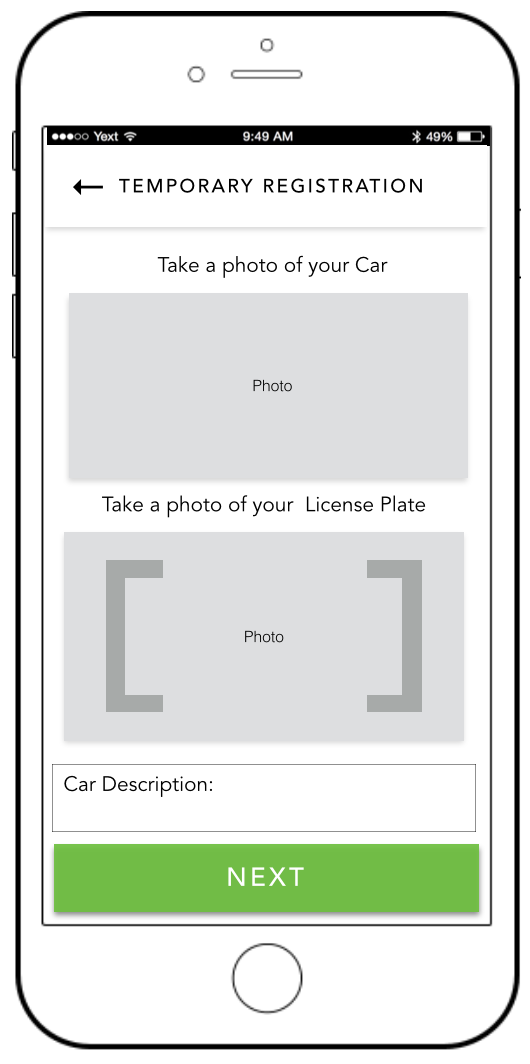 Yext 9:49 AM 49%
TEMPORARY REGISTRATION
Take a photo of your Car
Photo
Take a photo of your  License Plate
Photo
Car Description:
NEXT